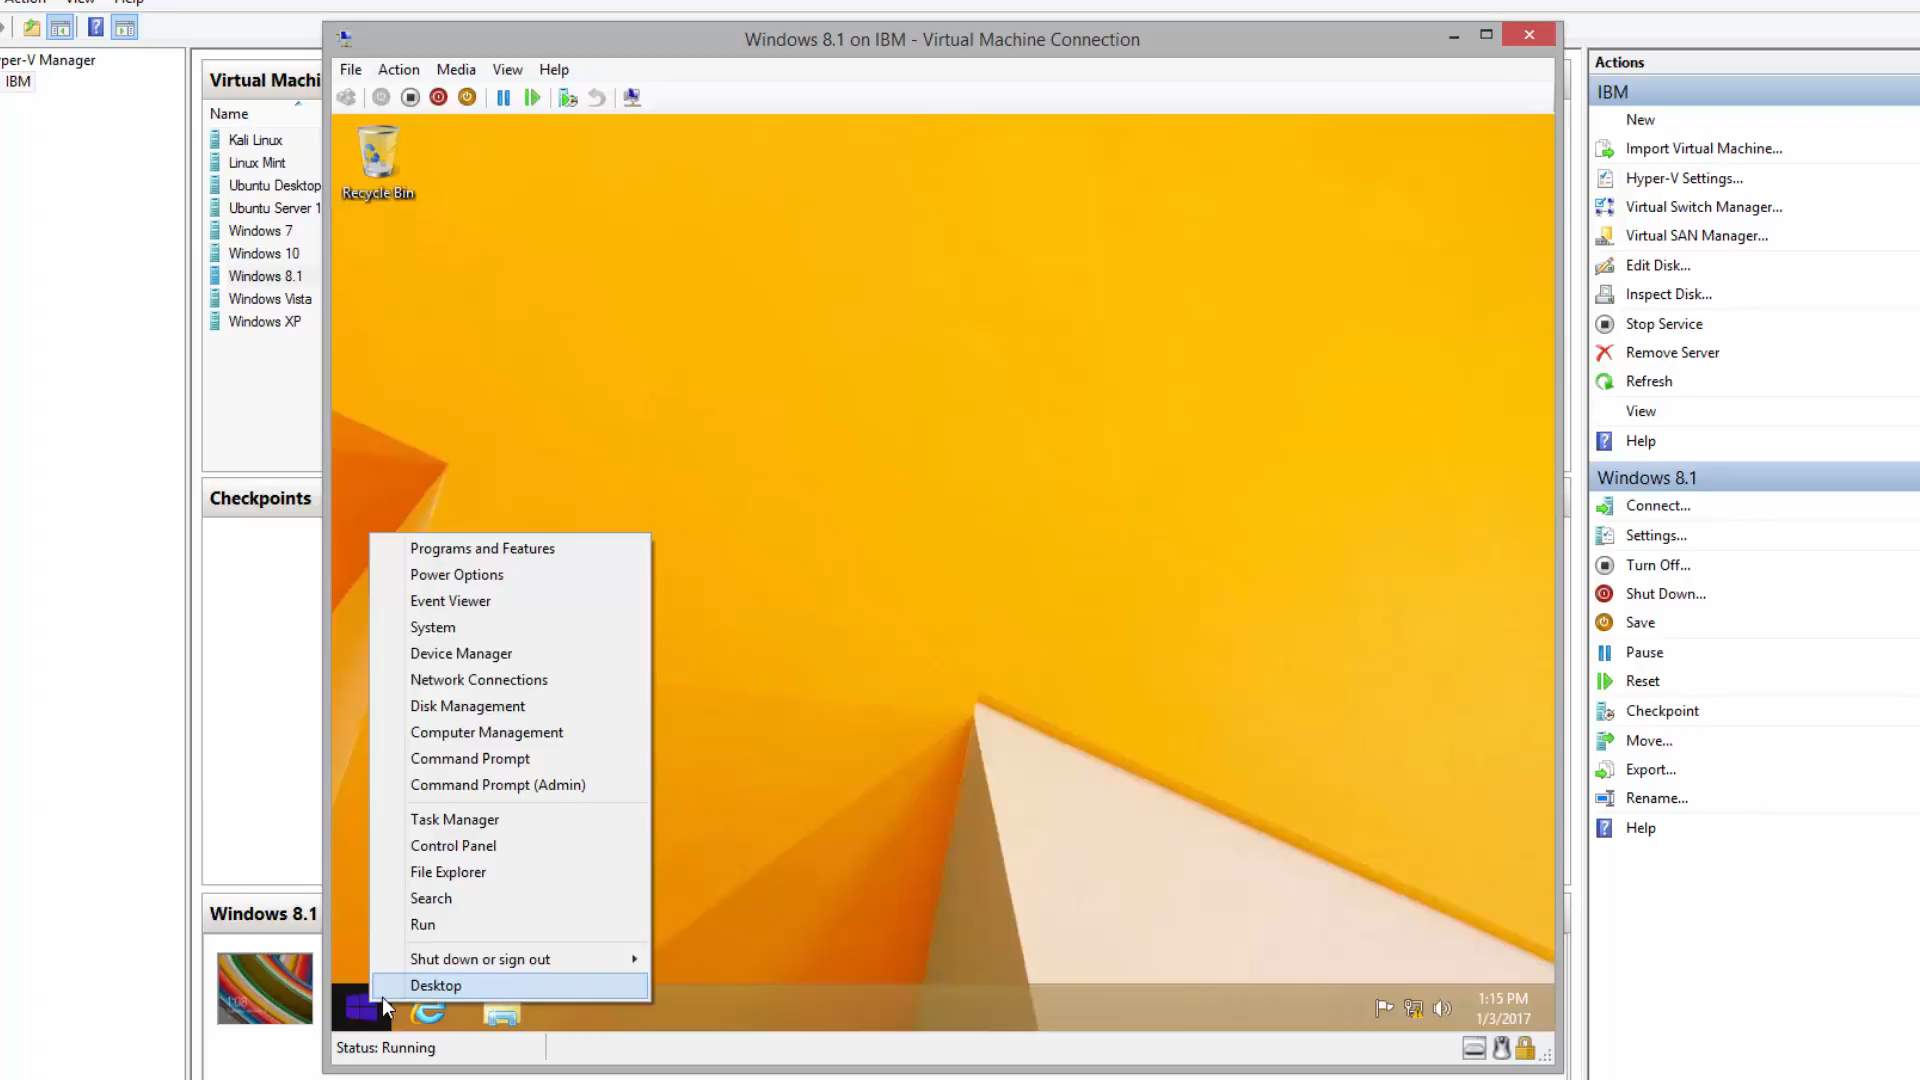 Action View Help
per-V Manager
IBM
Virtual Machi
Name
Kali Linux
Linux Mint
Ubuntu Desktop
Ubuntu Server 1
Windows 7
Windows 10
Windows 8.1
Windows Vista
Windows XP
Checkpoints
Windows 8.1
1:08
Windows 8.1 on IBM - Virtual Machine Connection
File Action Media View Help
Recycle Bin
Programs and Features
Power Options
Event Viewer
System
Device Manager
Network Connections
Disk Management
Computer Management
Command Prompt
Command Prompt (Admin)
Task Manager
Control Panel
File Explorer
Search
Run
Shut down or sign out
Desktop
1:15 PM
1/3/2017
Status: Running
Actions
IBM
New
Import Virtual Machine...
Hyper-V Settings...
Virtual Switch Manager...
Virtual SAN Manager...
Edit Disk...
Inspect Disk...
Stop Service
Remove Server
Refresh
View
Help
Windows 8.1
Connect...
Settings...
Turn Off...
Shut Down...
Save
Pause
Reset
Checkpoint
Move...
Export...
Rename...
Help